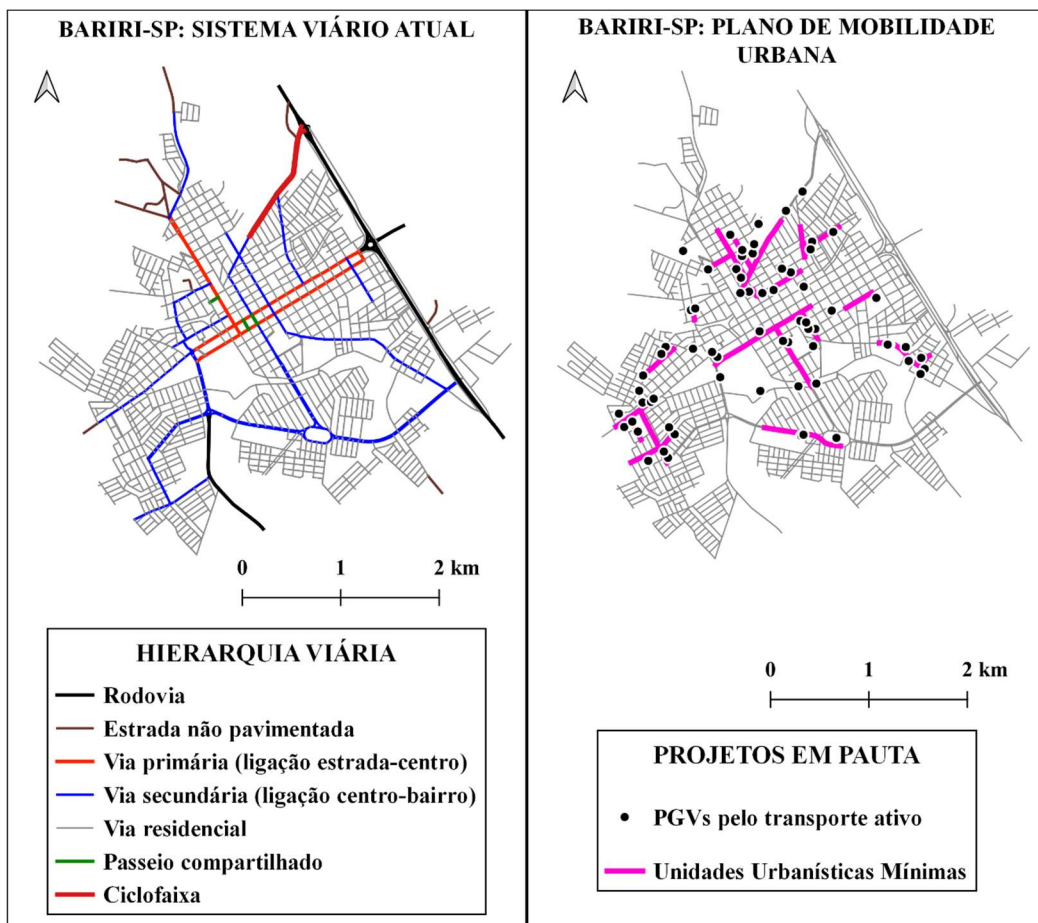 BARIRI-SP: SISTEMA VIÁRIO ATUAL
0 1 2 km
HIERARQUIA VIÁRIA
Rodovia
Estrada não pavimentada
Via primária (ligação estrada-centro)
Via secundária (ligação centro-bairro)
Via residencial
Passeio compartilhado
Ciclofaixa
BARIRI-SP: PLANO DE MOBILIDADE
URBANA
0 1 2 km
PROJETOS EM PAUTA
PGVs pelo transporte ativo
Unidades Urbanísticas Mínimas